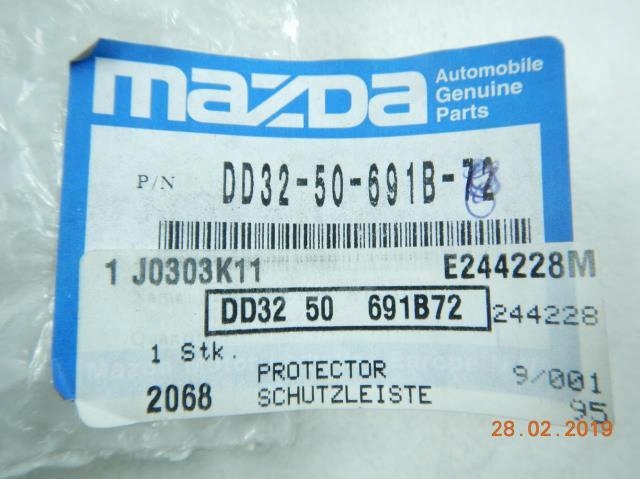 mazda
Automobile
Genuine
Parts
P/N DD32-50-691B-72
1 J0303K11 E244228M
DD32 50 691B72 244228
1 Stk. PROTECTOR 9/001
2068 SCHUTZLEISTE 95
28.02.2019